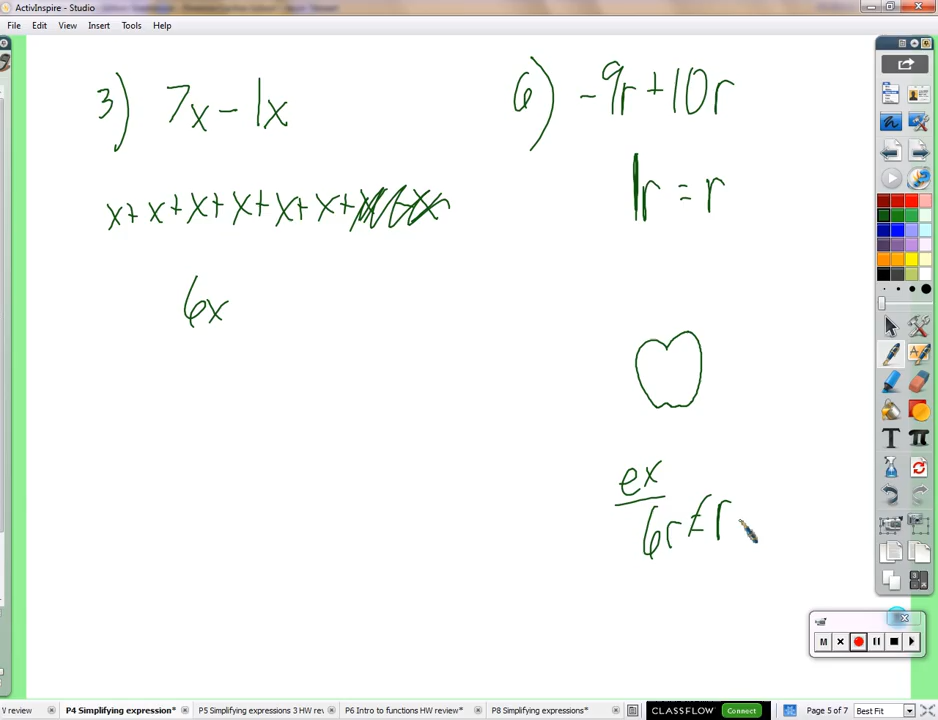 ActivInspire - Studio
File Edit View Insert Tools Help
3) 7x - 1x
x+x+x+x+x+x+x
6x
6) -9r+10r
1r = r
ex
6r ≠ r
M
W review
P4 Simplifying expression*
P5 Simplifying expressions 3 HW rev
P6 Intro to functions HW review*
P8 Simplifying expressions*
CLASSFLOW Connect
Page 5 of 7
Best Fit